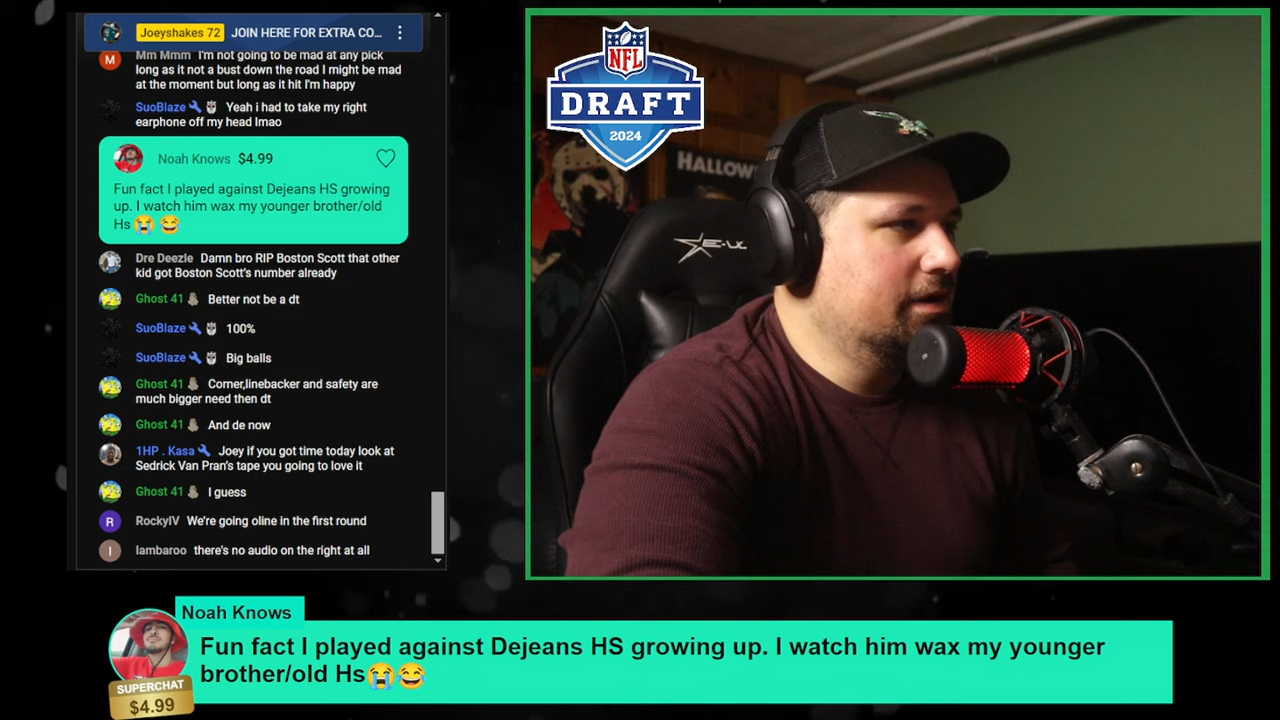 Joeyshakes 72 JOIN HERE FOR EXTRA CO...
Mm Mmm I'm not going to be mad at any pick
long as it not a bust down the road I might be mad
at the moment but long as it hit I'm happy
SuoBlaze Yeah i had to take my right
earphone off my head lmao
Noah Knows $4.99
Fun fact I played against Dejeans HS growing
up. I watch him wax my younger brother/old
Hs😭😂
Dre Deezle Damn bro RIP Boston Scott that other
kid got Boston Scott's number already
Ghost 41 Better not be a dt
SuoBlaze 100%
SuoBlaze Big balls
Ghost 41 Corner,linebacker and safety are
much bigger need then dt
Ghost 41 And de now
1HP . Kasa Joey if you got time today look at
Sedrick Van Pran's tape you going to love it
Ghost 41 I guess
RockyIV We're going oline in the first round
Iambaroo there's no audio on the right at all
NFL
DRAFT
2024
HALLOW
Noah Knows
Fun fact I played against Dejeans HS growing up. I watch him wax my younger
brother/old Hs😭😂
SUPERCHAT
$4.99